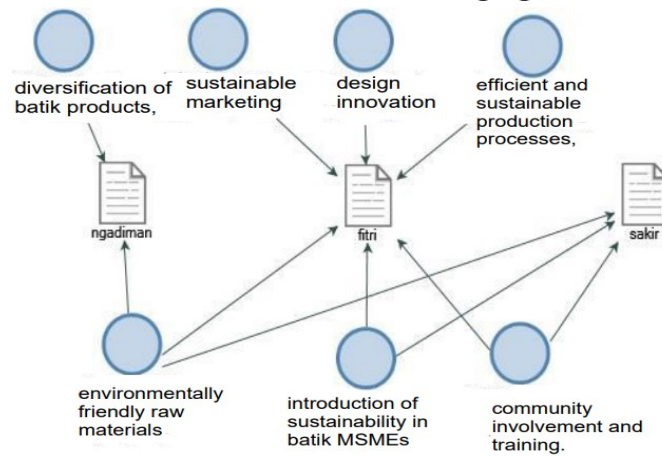 diversification of
batik products,
sustainable
marketing
design
innovation
efficient and
sustainable
production
processes,
ngadiman
fitri
sakir
environmentally
friendly raw
materials
introduction of
sustainability in
batik MSMEs
community
involvement and
training.